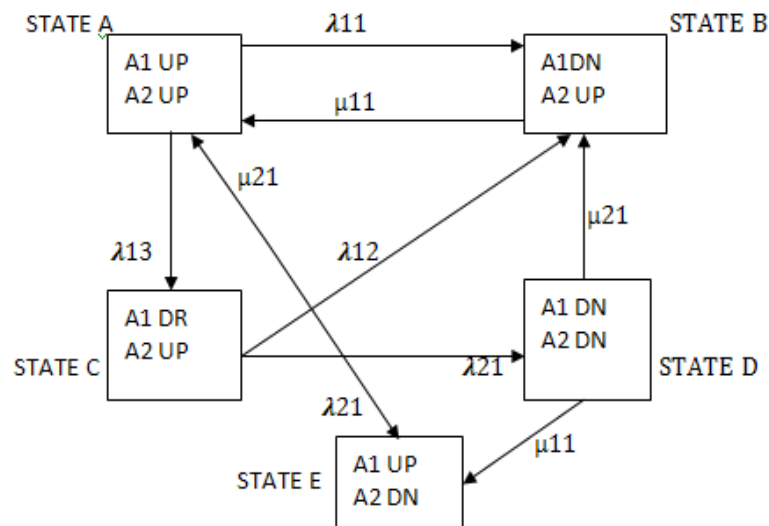 STATE A
λ11
STATE B
A1 UP
A2 UP
A1DN
A2 UP
μ11
μ21
μ21
λ13
λ12
A1 DR
A2 UP
A1 DN
A2 DN
STATE C
λ21
STATE D
λ21
μ11
STATE E
A1 UP
A2 DN